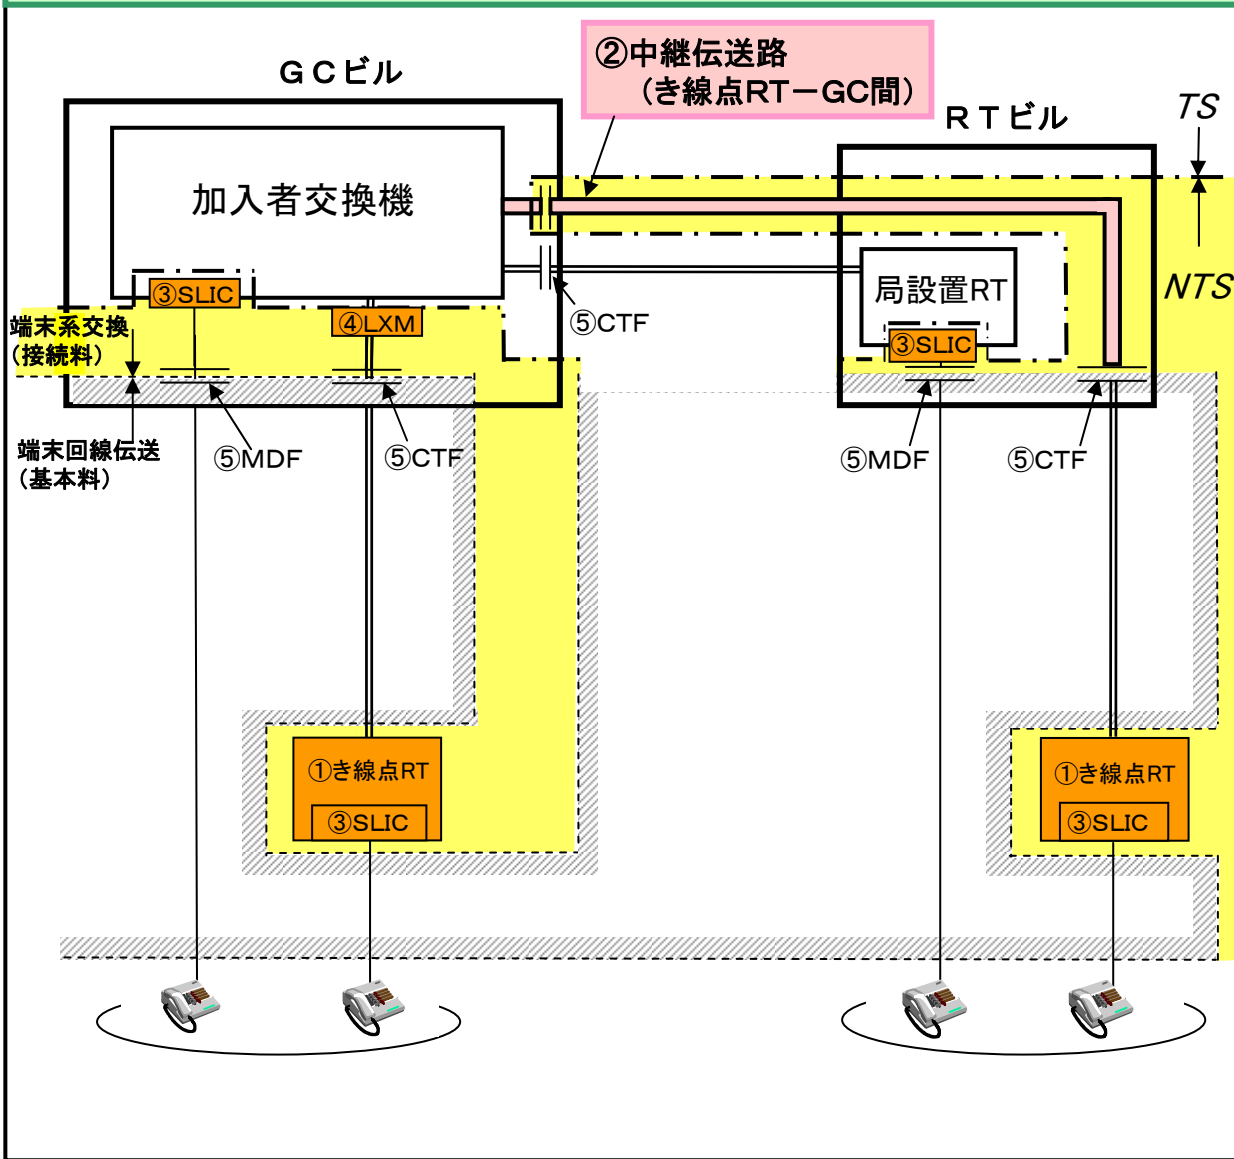 ②中継伝送路
（き線点RT－GC間）
ＧＣビル
ＲＴビル
TS
NTS
加入者交換機
局設置RT
③SLIC
④LXM
⑤CTF
③SLIC
端末系交換
（接続料）
端末回線伝送
（基本料）
⑤MDF
⑤CTF
⑤MDF
⑤CTF
①き線点RT
③SLIC
①き線点RT
③SLIC